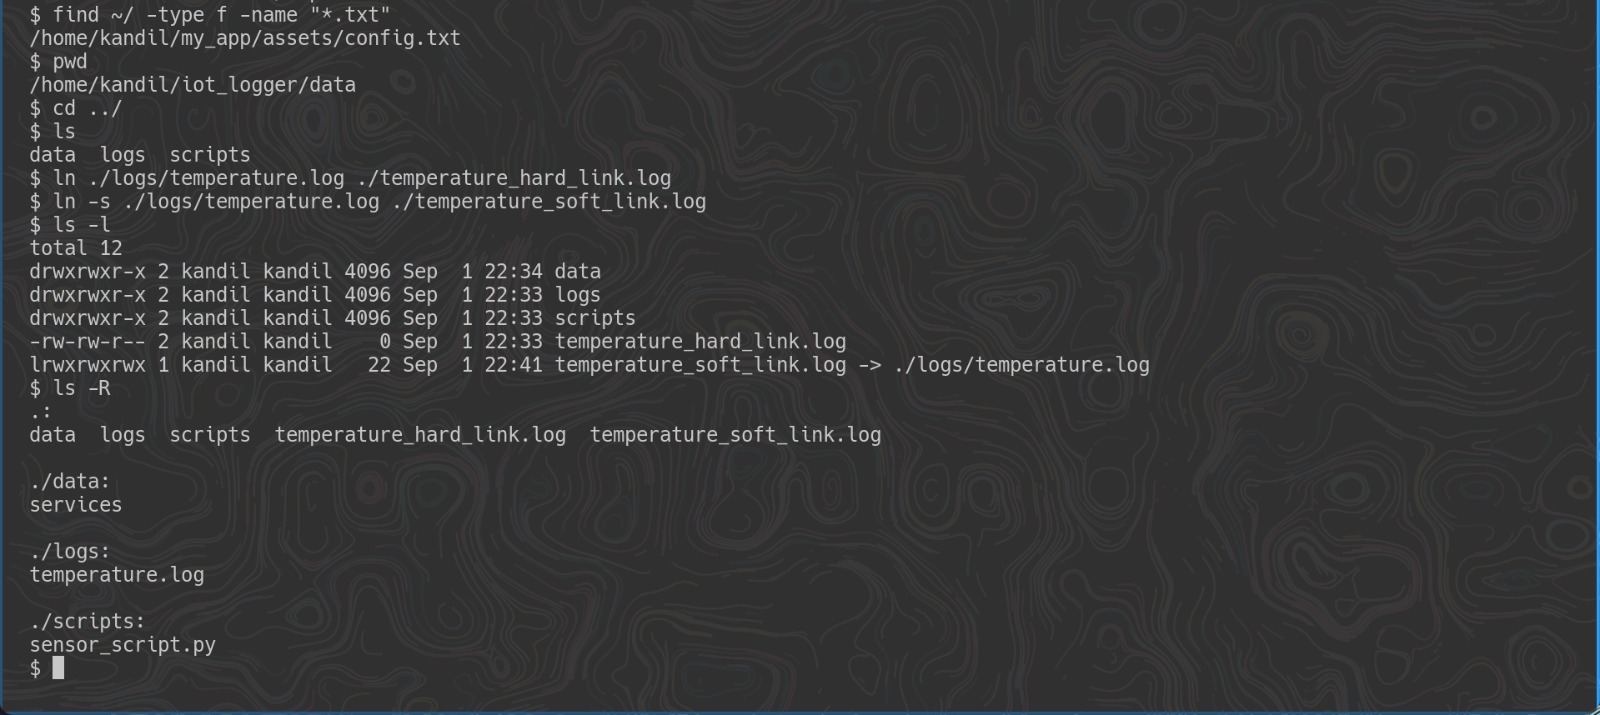 $ find ~/ -type f -name "*.txt"
/home/kandil/my_app/assets/config.txt
$ pwd
/home/kandil/iot_logger/data
$ cd ../
$ ls
data  logs  scripts
$ ln ./logs/temperature.log ./temperature_hard_link.log
$ ln -s ./logs/temperature.log ./temperature_soft_link.log
$ ls -l
total 12
drwxrwxr-x 2 kandil kandil 4096 Sep  1 22:34 data
drwxrwxr-x 2 kandil kandil 4096 Sep  1 22:33 logs
drwxrwxr-x 2 kandil kandil 4096 Sep  1 22:33 scripts
-rw-rw-r-- 2 kandil kandil    0 Sep  1 22:33 temperature_hard_link.log
lrwxrwxrwx 1 kandil kandil   22 Sep  1 22:41 temperature_soft_link.log -> ./logs/temperature.log
$ ls -R
.:
data  logs  scripts  temperature_hard_link.log  temperature_soft_link.log

./data:
services

./logs:
temperature.log

./scripts:
sensor_script.py
$